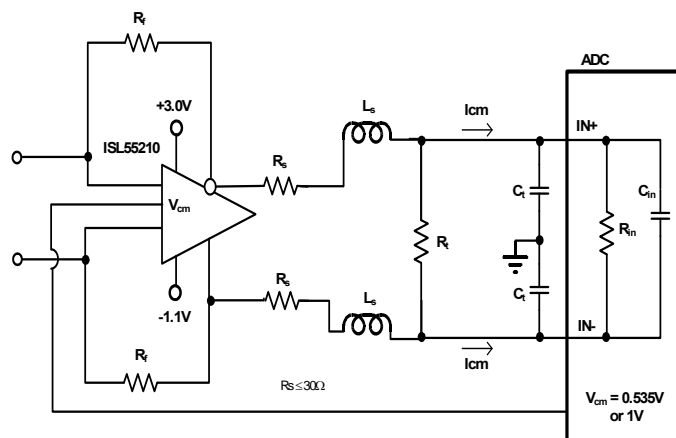 Rf
+3.0V
ISL55210
Vcm
-1.1V
Rf
Rs
Ls
Rs
Ls
Rs≤30Ω
Icm
Rt
Ct
Ct
Icm
ADC
IN+
Cin
Rin
IN-
Vcm = 0.535V
or 1V